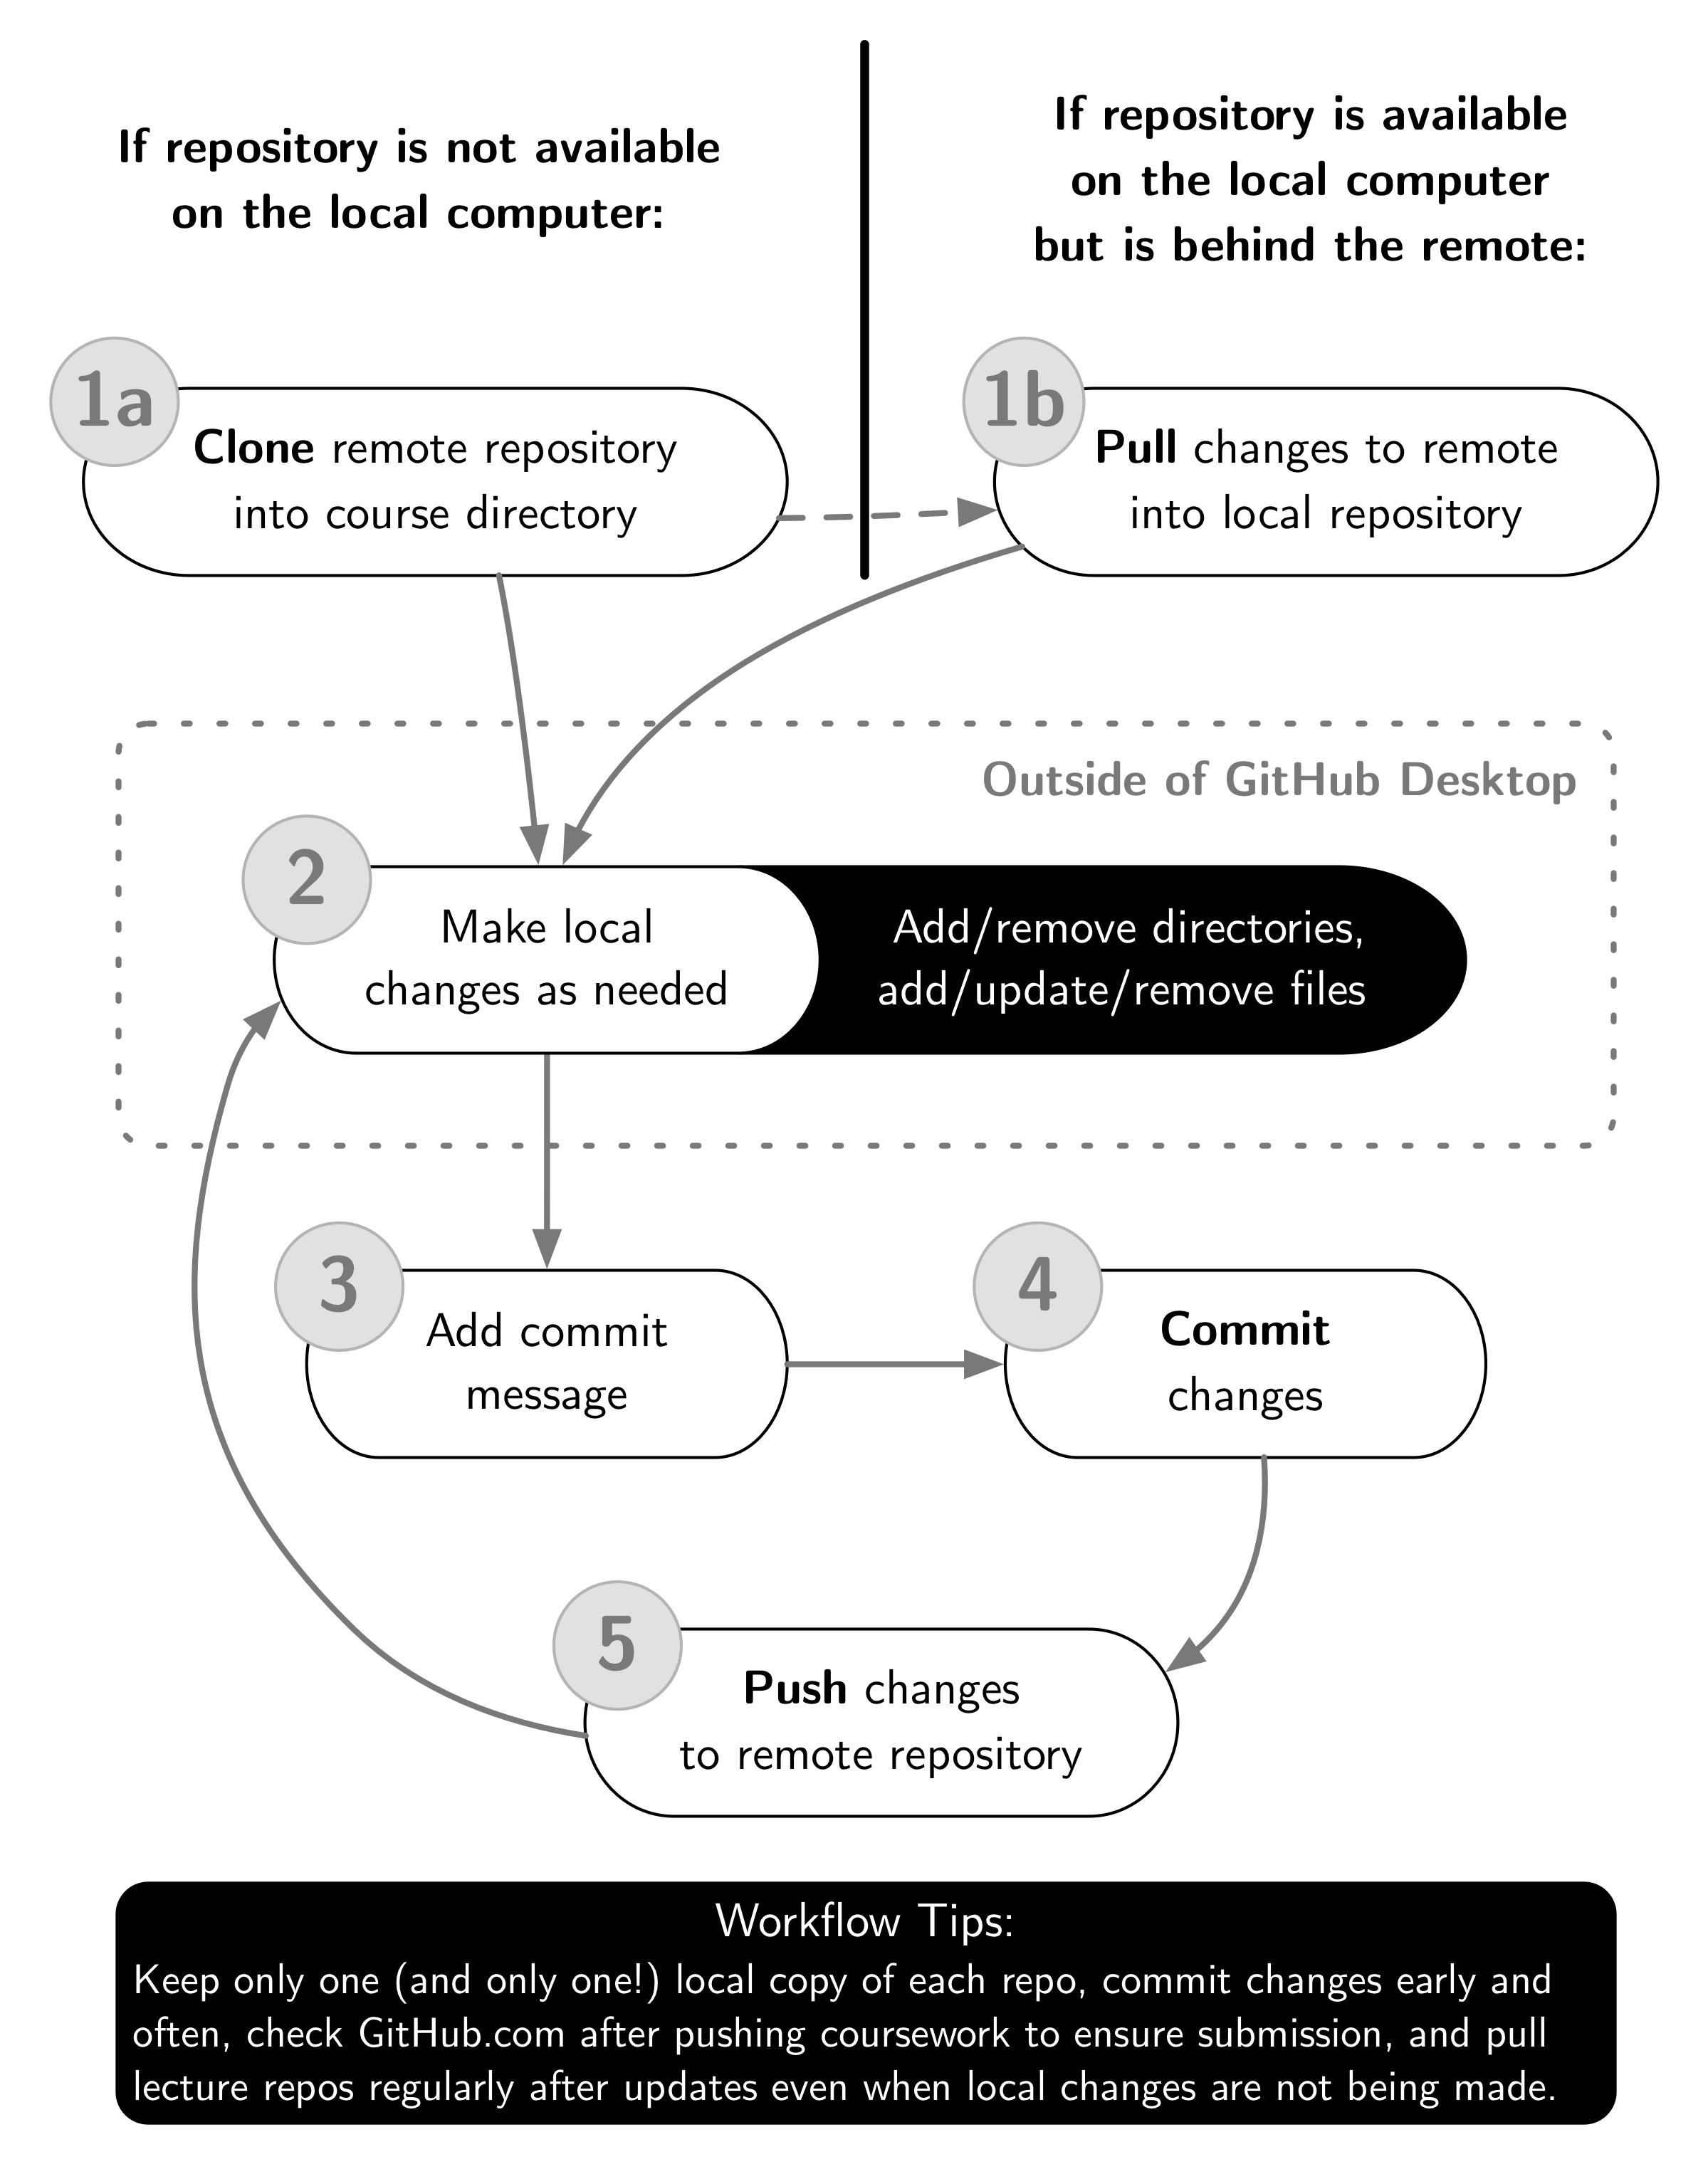 If repository is not available
on the local computer:
If repository is available
on the local computer
but is behind the remote:
1a
Clone remote repository
into course directory
1b
Pull changes to remote
into local repository
Outside of GitHub Desktop
2
Make local
changes as needed
Add/remove directories,
add/update/remove files
3
Add commit
message
4
Commit
changes
5
Push changes
to remote repository
Workflow Tips:
Keep only one (and only one!) local copy of each repo, commit changes early and
often, check GitHub.com after pushing coursework to ensure submission, and pull
lecture repos regularly after updates even when local changes are not being made.